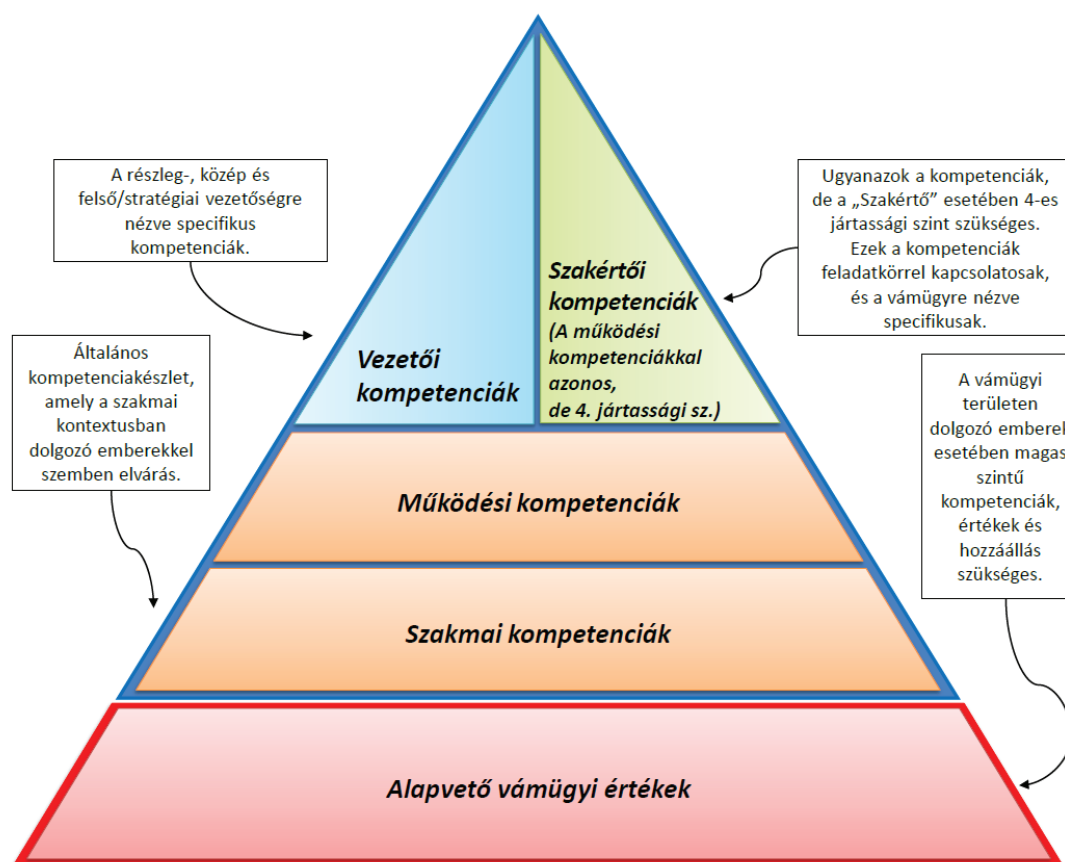 A részleg-, közép és
felső/stratégiai vezetőségre
nézve specifikus
kompetenciák.
Ugyanazok a kompetenciák,
de a „Szakértő” esetében 4-es
jártassági szint szükséges.
Ezek a kompetenciák
feladatkörrel kapcsolatosak,
és a vámügyre nézve
specifikusak.
Szakértői
kompetenciák
(A működési
kompetenciákkal
azonos,
de 4. jártassági sz.)
Vezetői
kompetenciák
Általános
kompetenciakészlet,
amely a szakmai
kontextusban
dolgozó emberekkel
szemben elvárás.
A vámügyi
területen
dolgozó emberek
esetében magas
szintű
kompetenciák,
értékek és
hozzáállás
szükséges.
Működési kompetenciák
Szakmai kompetenciák
Alapvető vámügyi értékek